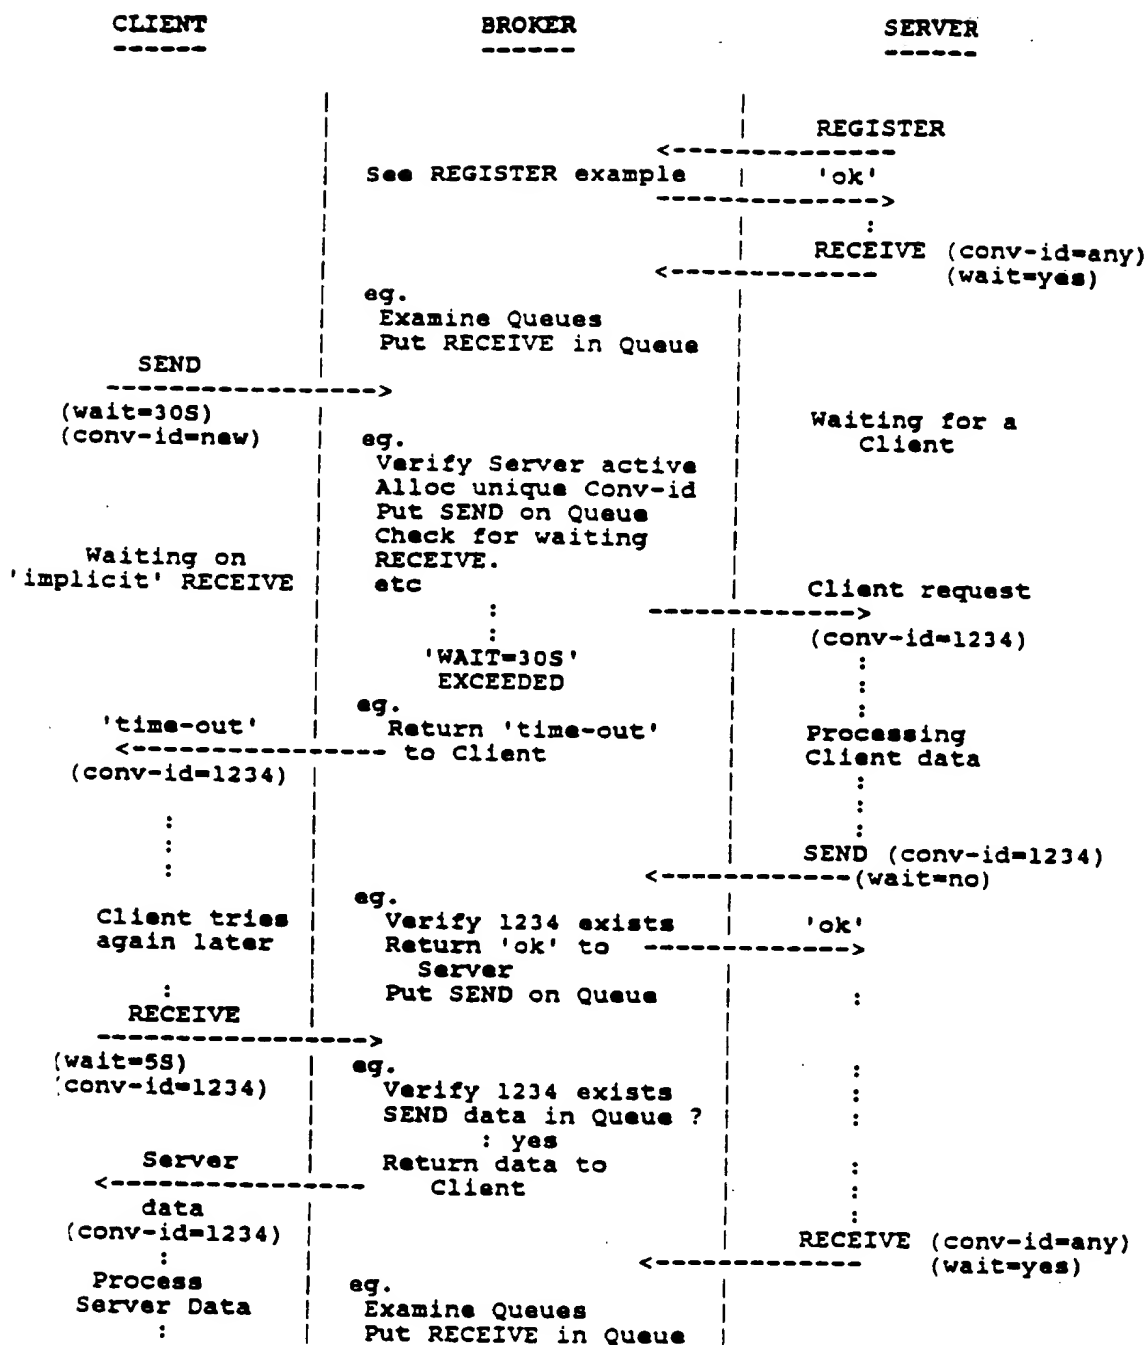 CLIENT BROKER SERVER
------ ------ ------
REGISTER
<--------------
See REGISTER example 'ok'
-------------->
:
RECEIVE (conv-id=any)
<------------- (wait=yes)
eg.
Examine Queues
Put RECEIVE in Queue
SEND
----------------->
(wait=30S)
(conv-id=new)
Waiting for a
Client
eg.
Verify Server active
Alloc unique Conv-id
Put SEND on Queue
Check for waiting
RECEIVE.
etc
Waiting on
'implicit' RECEIVE
Client request
------------->
(conv-id=1234)
:
:
'WAIT=30S'
EXCEEDED
:
:
:
'time-out'
eg.
Return 'time-out'
<---------------- to Client
(conv-id=1234)
Processing
Client data
:
:
:
:
:
:
SEND (conv-id=1234)
<------------(wait=no)
Client tries
again later
eg.
Verify 1234 exists 'ok'
Return 'ok' to ------------->
Server
Put SEND on Queue :
:
RECEIVE
----------------->
(wait=5S)
(conv-id=1234)
eg.
Verify 1234 exists
SEND data in Queue ?
: yes
Return data to
Client
:
:
:
Server
<----------------
data
(conv-id=1234)
:
:
:
:
RECEIVE (conv-id=any)
<------------- (wait=yes)
Process
Server Data
:
eg.
Examine Queues
Put RECEIVE in Queue